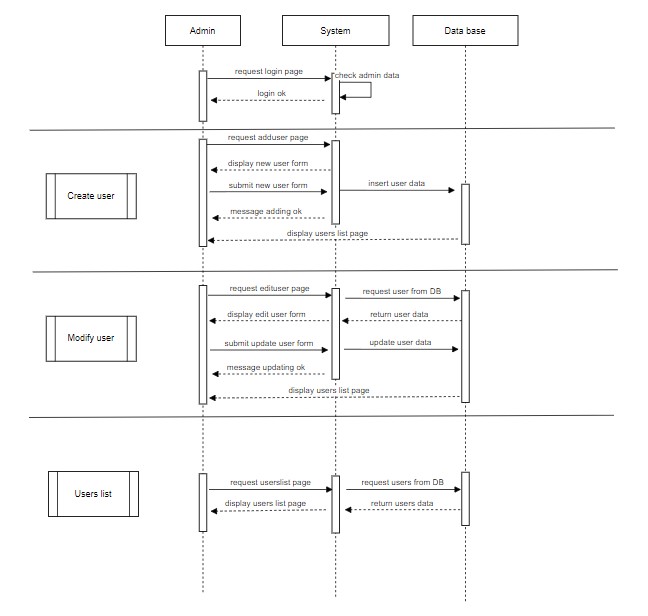 Admin
System
Data base
request login page
check admin data
login ok
request adduser page
display new user form
submit new user form
insert user data
Create user
message adding ok
display users list page
request edituser page
request user from DB
display edit user form
return user data
Modify user
submit update user form
update user data
message updating ok
display users list page
request userslist page
request users from DB
Users list
display users list page
return users data